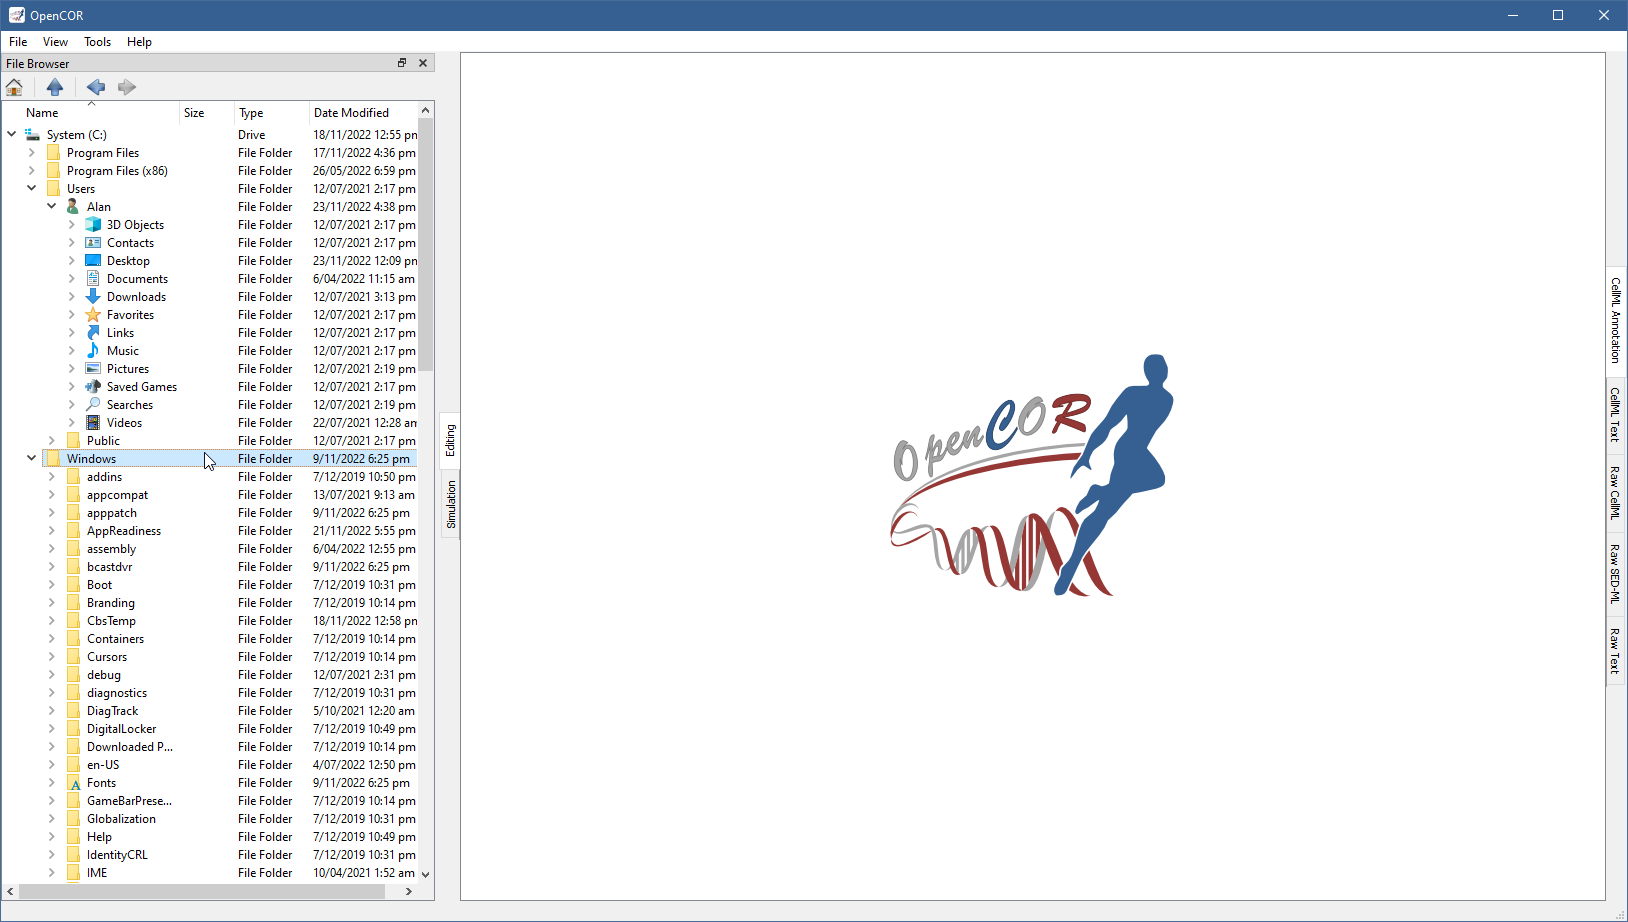 OpenCOR
File View Tools Help
File Browser
Name Size Type Date Modified
System (C:) Drive 18/11/2022 12:55 pm
Program Files File Folder 17/11/2022 4:36 pm
Program Files (x86) File Folder 26/05/2022 6:59 pm
Users File Folder 12/07/2021 2:17 pm
Alan File Folder 23/11/2022 4:38 pm
3D Objects File Folder 12/07/2021 2:17 pm
Contacts File Folder 12/07/2021 2:17 pm
Desktop File Folder 23/11/2022 12:09 pm
Documents File Folder 6/04/2022 11:15 am
Downloads File Folder 12/07/2021 3:13 pm
Favorites File Folder 12/07/2021 2:17 pm
Links File Folder 12/07/2021 2:17 pm
Music File Folder 12/07/2021 2:17 pm
Pictures File Folder 12/07/2021 2:19 pm
Saved Games File Folder 12/07/2021 2:17 pm
Searches File Folder 12/07/2021 2:19 pm
Videos File Folder 22/07/2021 12:28 am
Public File Folder 12/07/2021 2:17 pm
Windows File Folder 9/11/2022 6:25 pm
addins File Folder 7/12/2019 10:50 pm
appcompat File Folder 13/07/2021 9:13 am
apppatch File Folder 9/11/2022 6:25 pm
AppReadiness File Folder 21/11/2022 5:55 pm
assembly File Folder 6/04/2022 12:55 pm
bcastdvr File Folder 9/11/2022 6:25 pm
Boot File Folder 7/12/2019 10:31 pm
Branding File Folder 7/12/2019 10:14 pm
CbsTemp File Folder 18/11/2022 12:58 pm
Containers File Folder 7/12/2019 10:14 pm
Cursors File Folder 7/12/2019 10:14 pm
debug File Folder 12/07/2021 2:31 pm
diagnostics File Folder 7/12/2019 10:31 pm
DiagTrack File Folder 5/10/2021 12:20 am
DigitalLocker File Folder 7/12/2019 10:49 pm
Downloaded P... File Folder 7/12/2019 10:14 pm
en-US File Folder 4/07/2022 12:50 pm
Fonts File Folder 9/11/2022 6:25 pm
GameBarPrese... File Folder 7/12/2019 10:14 pm
Globalization File Folder 7/12/2019 10:31 pm
Help File Folder 7/12/2019 10:49 pm
IdentityCRL File Folder 7/12/2019 10:31 pm
IME File Folder 10/04/2021 1:52 am
Editing
Simulation
OpenCOR
CellML Annotation
CellML Text
Raw CellML
Raw SED-ML
Raw Text